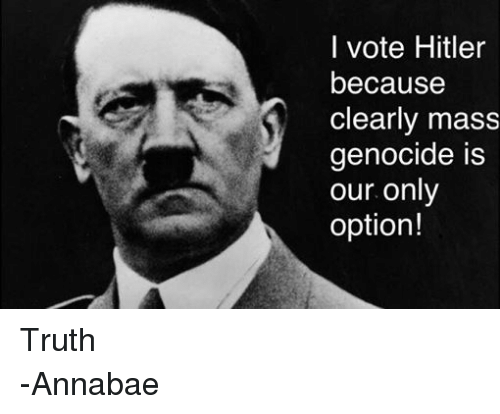 I vote Hitler
because
clearly mass
genocide is
our only
option!
Truth
-Annabae